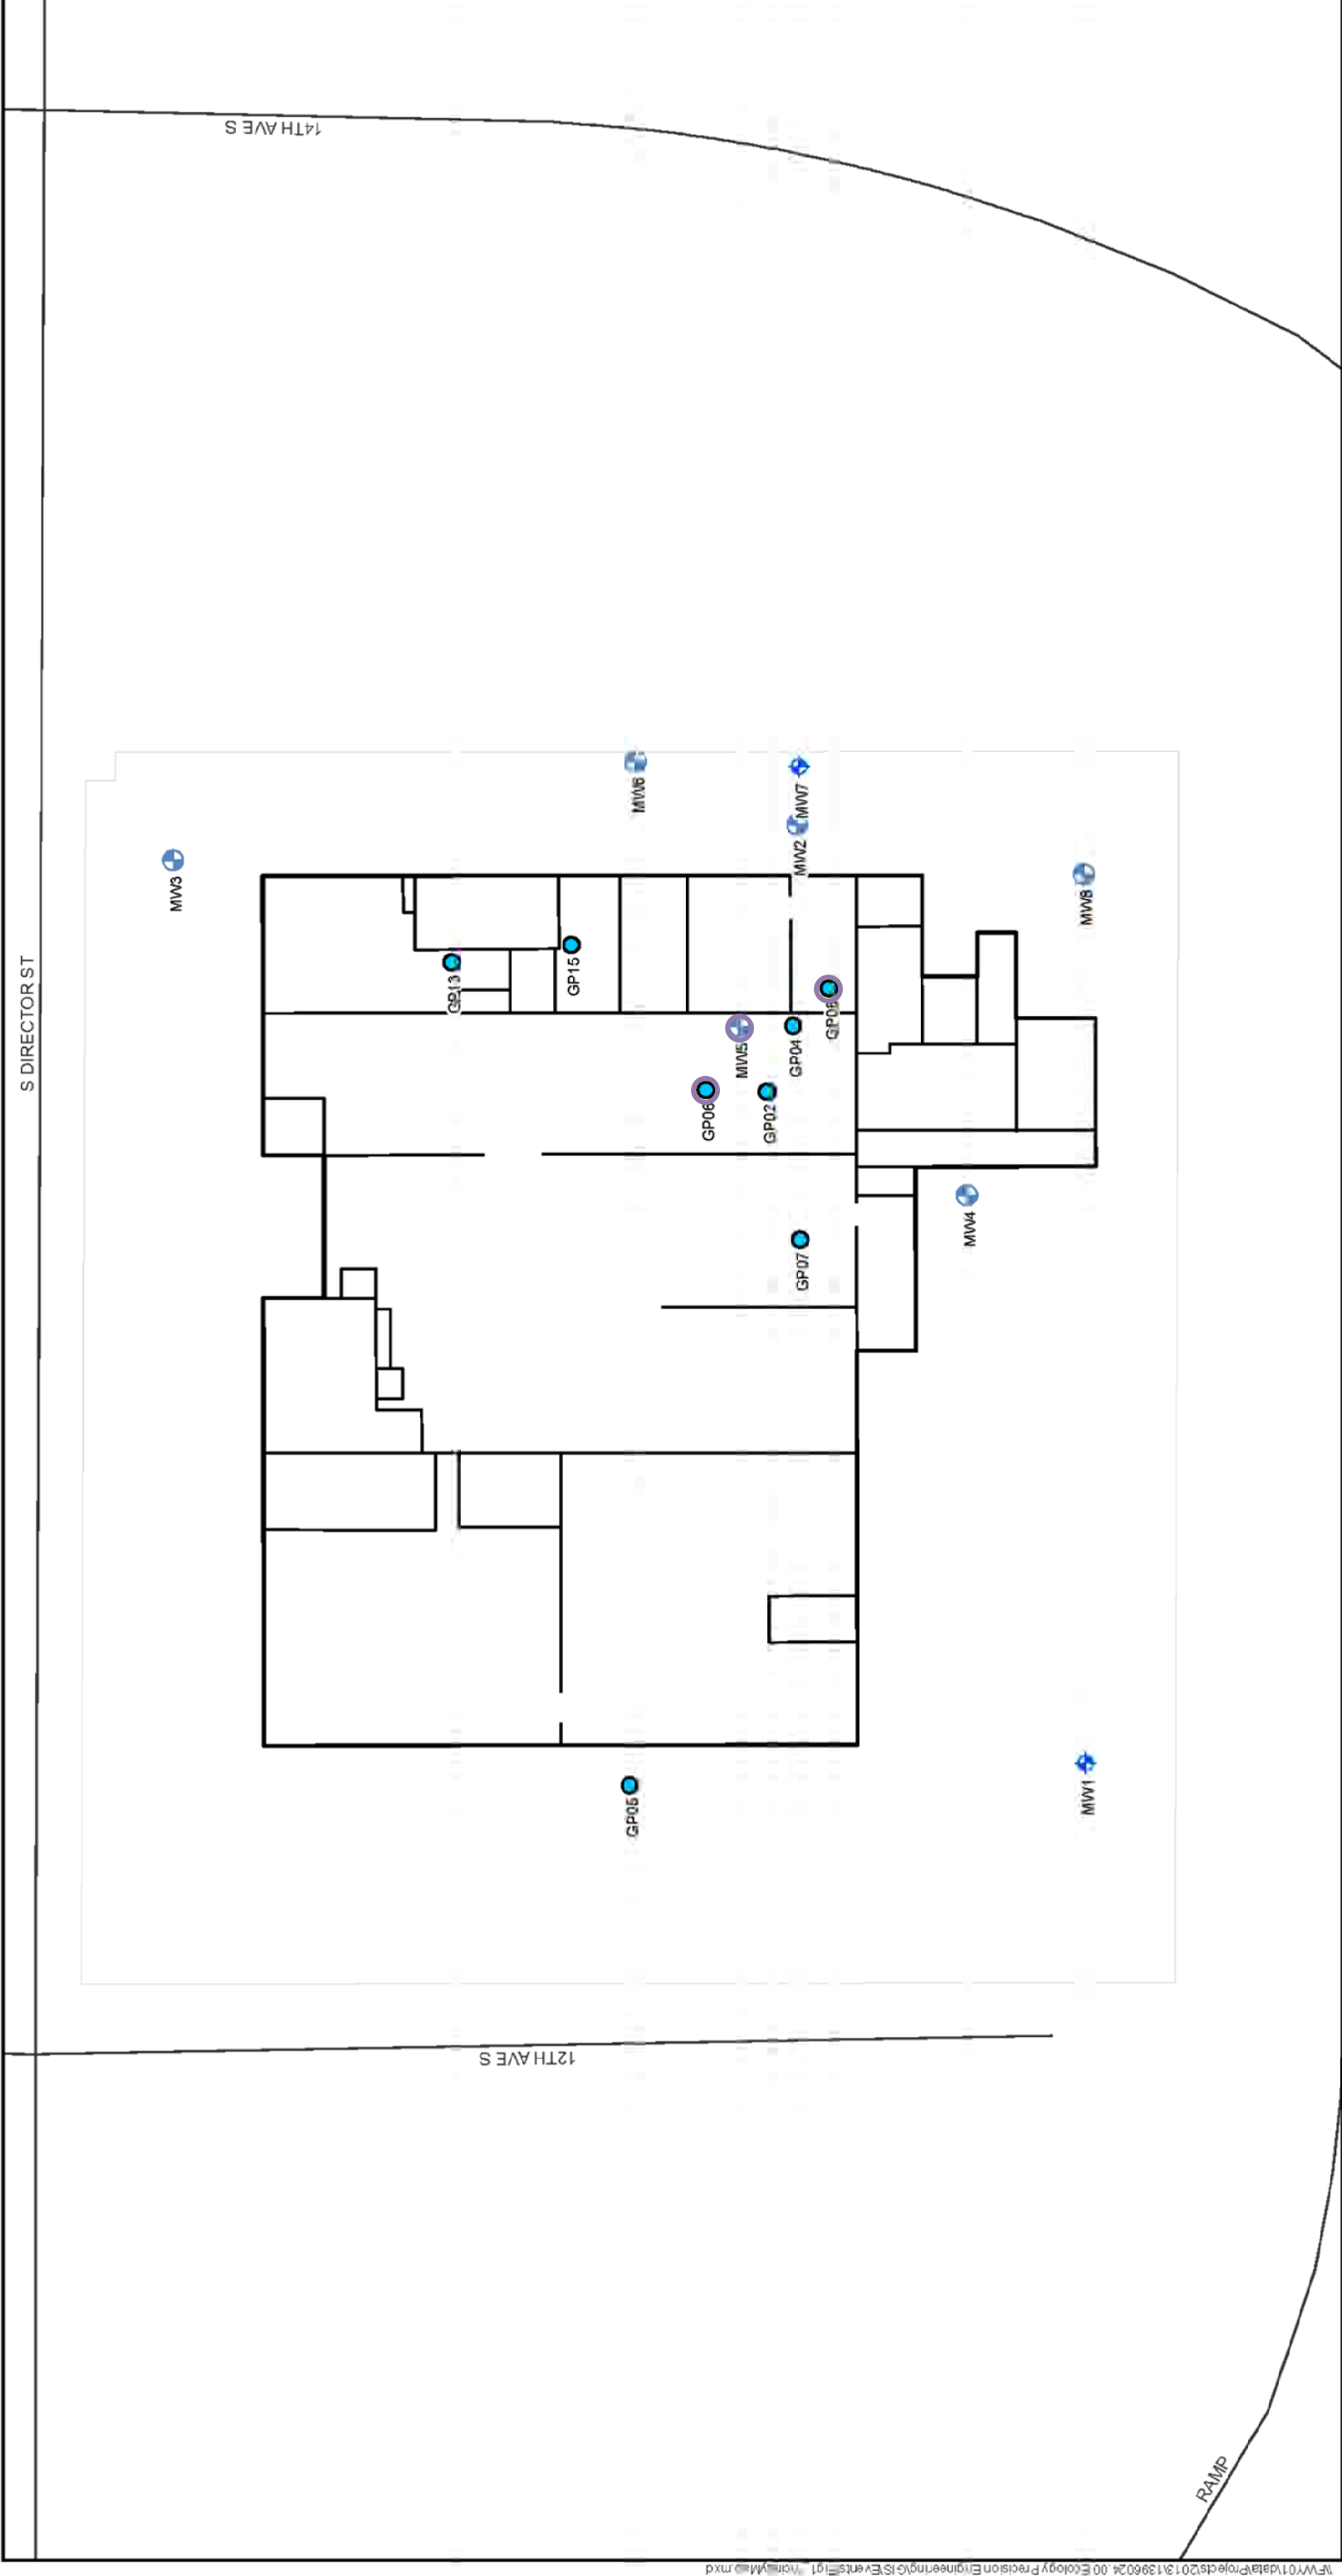 14TH AVE S
MW6
MW7
MW2
MW3
MW8
S DIRECTOR ST
GP15
GP13
MW5
GP04
GP06
GP02
MW4
GP07
GP05
MW1
12TH AVE S
RAMP